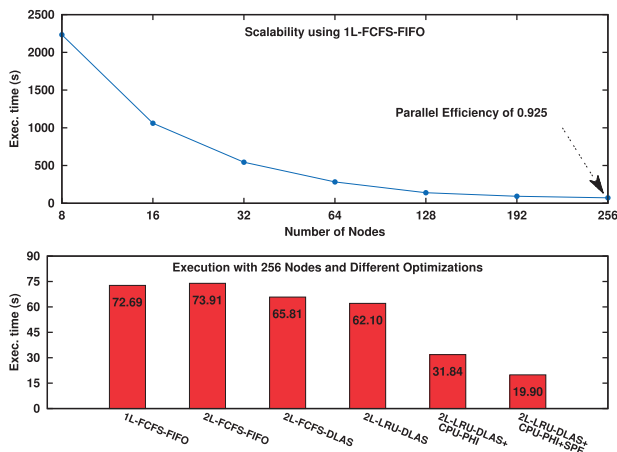 Scalability using 1L-FCFS-FIFO
Exec. time (s)
2500
2000
1500
1000
500
0
Parallel Efficiency of 0.925
8 16 32 64 128 192 256
Number of Nodes
Execution with 256 Nodes and Different Optimizations
Exec. time (s)
90
75
60
45
30
15
0
72.69 73.91 65.81 62.10 31.84 19.90
1L-FCFS-FIFO
2L-FCFS-FIFO
2L-FCFS-DLAS
2L-LRU-DLAS
2L-LRU-DLAS+
CPU-PHI
2L-LRU-DLAS+
CPU-PHI+SPF